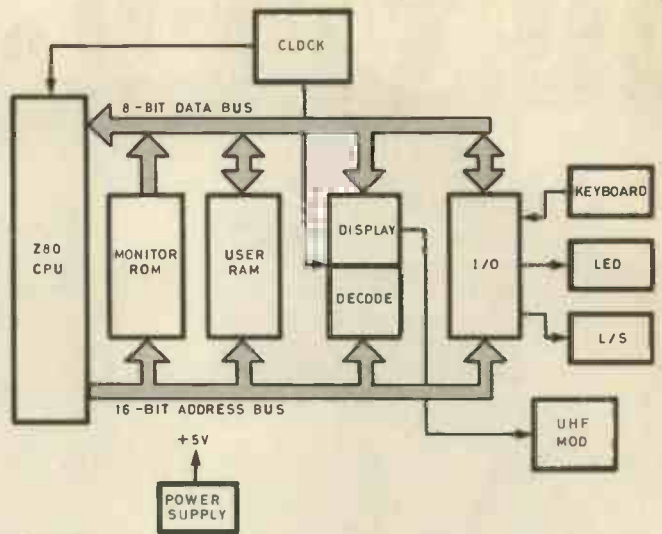 CLOCK
8-BIT DATA BUS
Z80
CPU
MONITOR
ROM
USER
RAM
DISPLAY
DECODE
I/O
KEYBOARD
LED
L/S
16-BIT ADDRESS BUS
+5V
POWER
SUPPLY
UHF
MOD